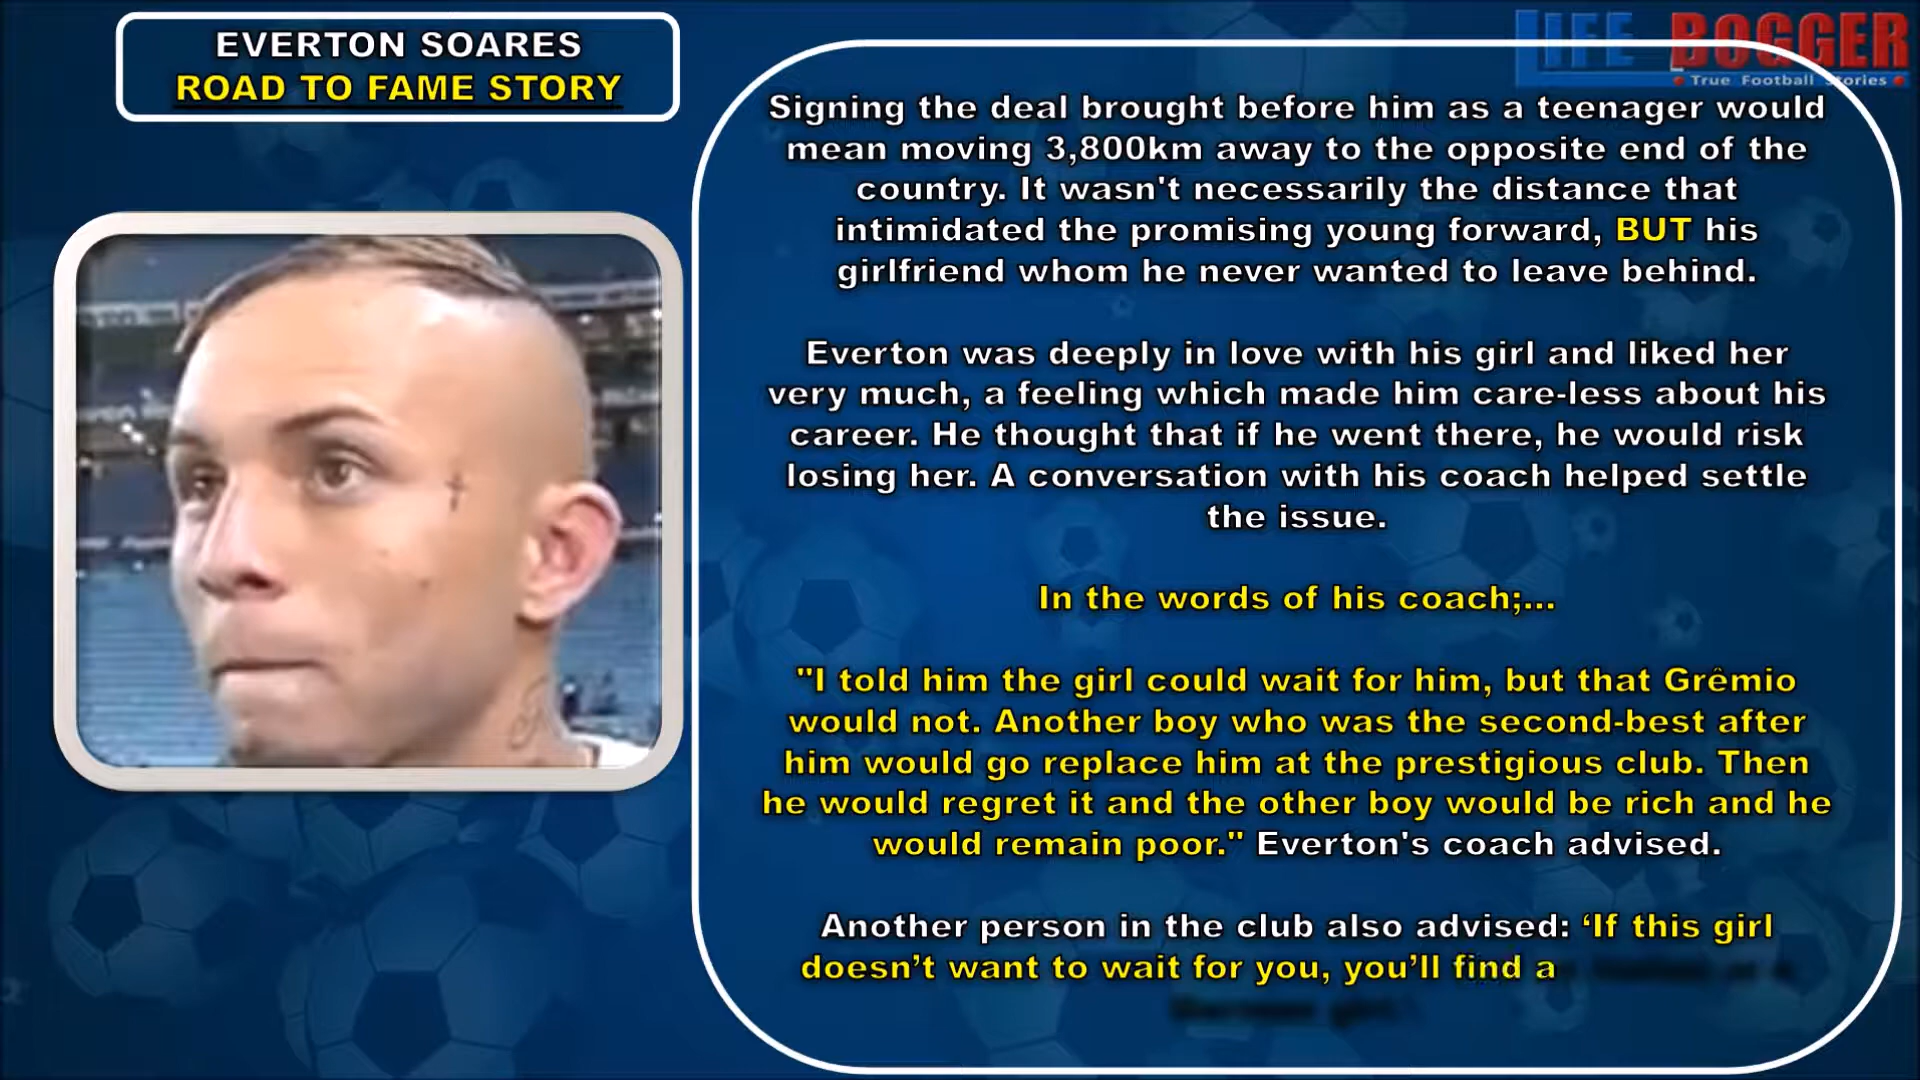 EVERTON SOARES
ROAD TO FAME STORY
LIFE BOGGER
• True Football Stories •
Signing the deal brought before him as a teenager would
mean moving 3,800km away to the opposite end of the
country. It wasn't necessarily the distance that
intimidated the promising young forward, BUT his
girlfriend whom he never wanted to leave behind.
Everton was deeply in love with his girl and liked her
very much, a feeling which made him care-less about his
career. He thought that if he went there, he would risk
losing her. A conversation with his coach helped settle
the issue.
In the words of his coach;...
"I told him the girl could wait for him, but that Grêmio
would not. Another boy who was the second-best after
him would go replace him at the prestigious club. Then
he would regret it and the other boy would be rich and he
would remain poor." Everton's coach advised.
Another person in the club also advised: ‘If this girl
doesn’t want to wait for you, you’ll find a